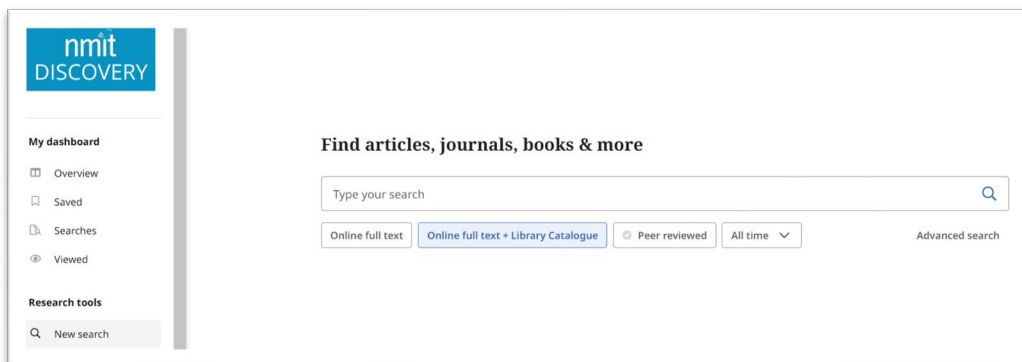 nmit
DISCOVERY
My dashboard
Overview
Saved
Searches
Viewed
Research tools
New search
Find articles, journals, books & more
Type your search
Online full text
Online full text + Library Catalogue
Peer reviewed
All time
Advanced search